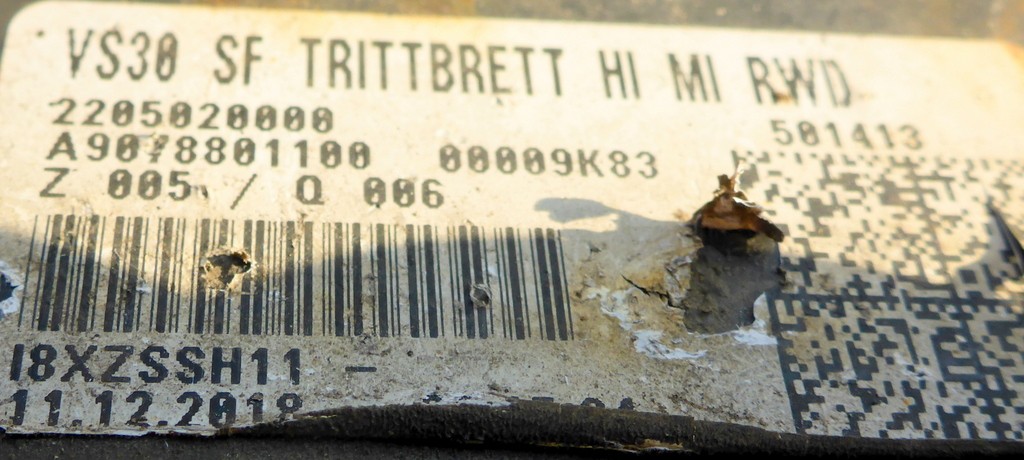 VS30 SF TRITTBRETT HI MI RWD
2205020000 501413
A9078801100 00009K83
Z 005 / Q 006
I8XZSSH11 -
11.12.2018